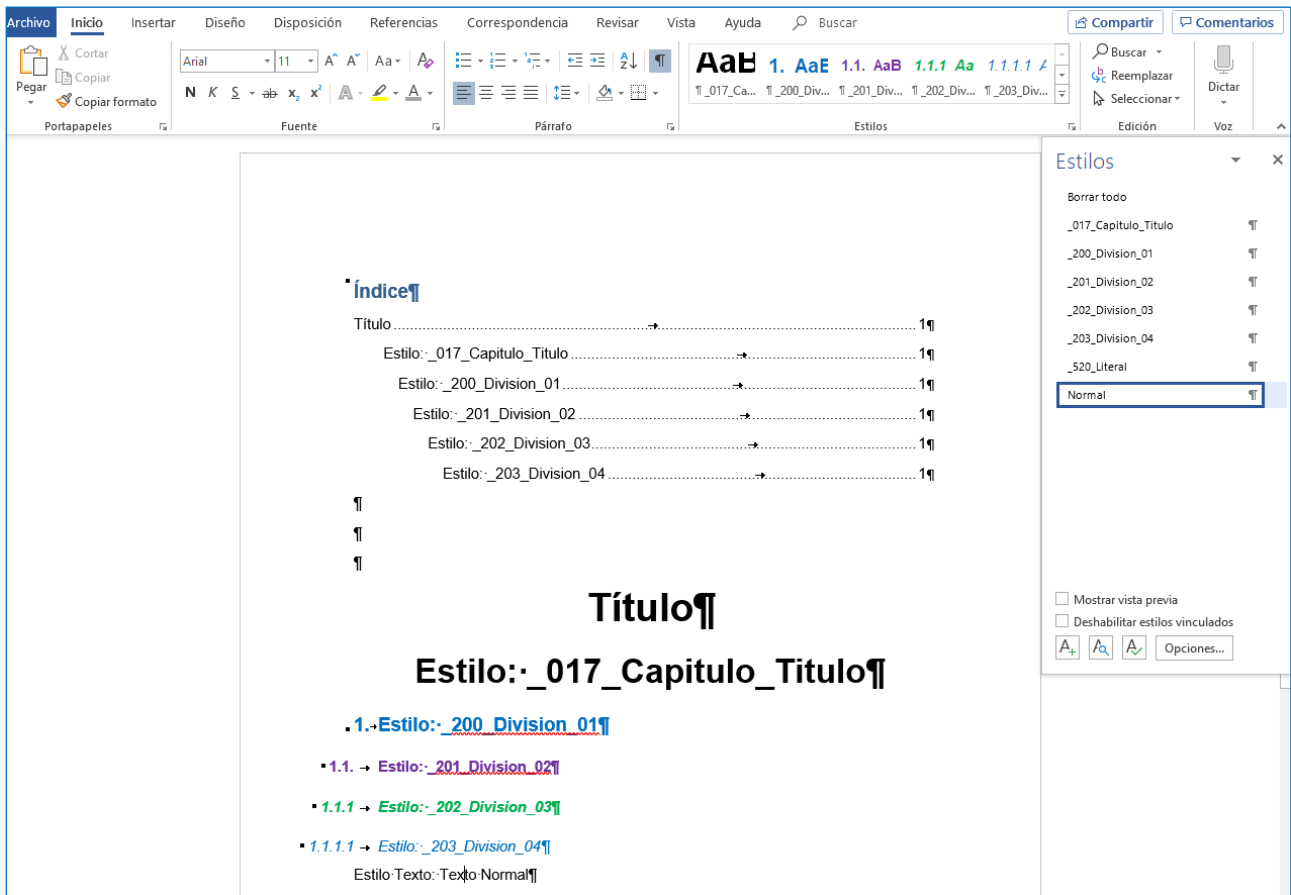 Archivo Inicio Insertar Diseño Disposición Referencias Correspondencia Revisar Vista Ayuda Buscar Compartir Comentarios
Pegar
Cortar
Copiar
Copiar formato
Portapapeles
Arial 11 Aa
N K S ab x₂ x² A A
Fuente
Párrafo
AaB 1. AaE 1.1. AaB 1.1.1 Aa 1.1.1.1 A
¶_017_Ca... ¶_200_Div... ¶_201_Div... ¶_202_Div... ¶_203_Div...
Estilos
Buscar
Reemplazar
Seleccionar
Edición
Dictar
Voz
Índice¶
Título ... 1¶
Estilo:·_017_Capitulo_Titulo ... 1¶
Estilo:·_200_Division_01 ... 1¶
Estilo:·_201_Division_02 ... 1¶
Estilo:·_202_Division_03 ... 1¶
Estilo:·_203_Division_04 ... 1¶
¶
¶
¶
Título¶
Estilo:·_017_Capitulo_Titulo¶
1.→Estilo:·_200_Division_01¶
1.1. → Estilo:·_201_Division_02¶
1.1.1 → Estilo:·_202_Division_03¶
1.1.1.1 → Estilo:·_203_Division_04¶
Estilo·Texto:·Texto·Normal¶
Estilos
Borrar todo
_017_Capitulo_Titulo ¶
_200_Division_01 ¶
_201_Division_02 ¶
_202_Division_03 ¶
_203_Division_04 ¶
_520_Literal ¶
Normal ¶
Mostrar vista previa
Deshabilitar estilos vinculados
Opciones...